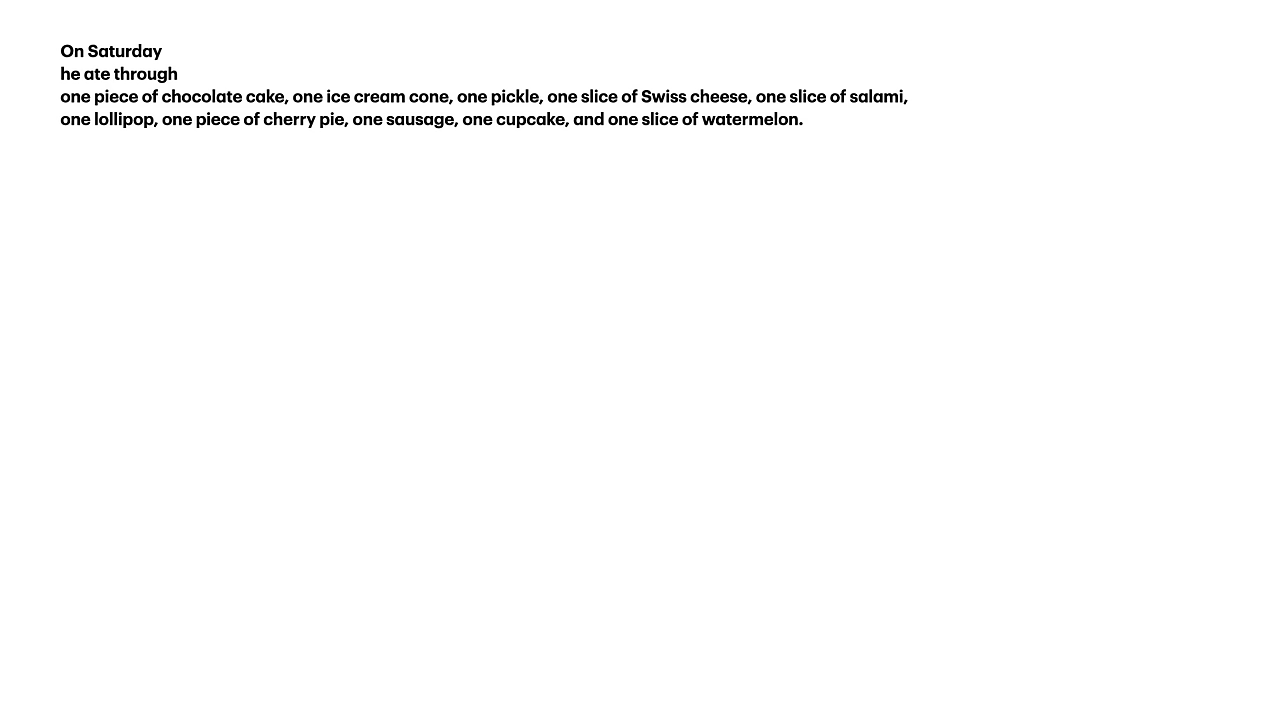 On Saturday
he ate through
one piece of chocolate cake, one ice cream cone, one pickle, one slice of Swiss cheese, one slice of salami,
one lollipop, one piece of cherry pie, one sausage, one cupcake, and one slice of watermelon.